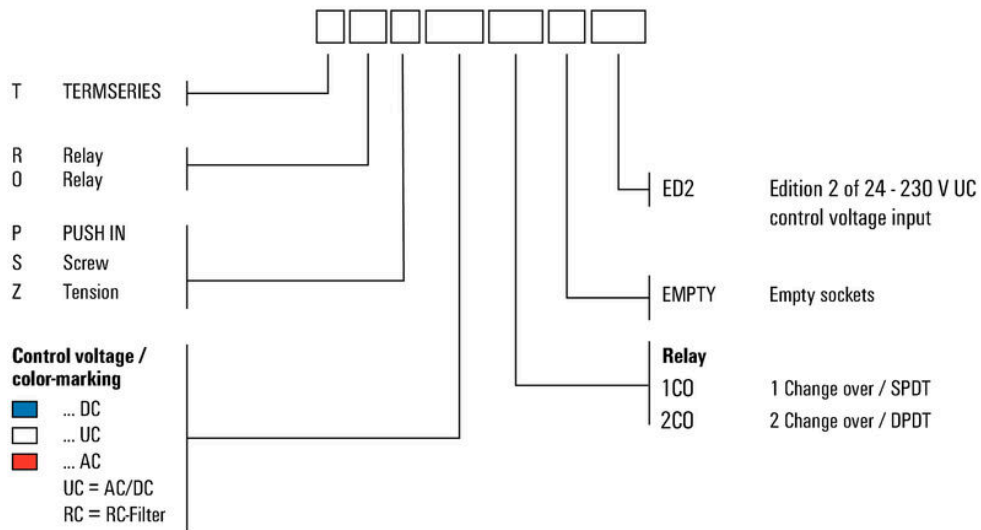 T TERMSERIES
R Relay
O Relay
P PUSH IN
S Screw
Z Tension
Control voltage /
color-marking
... DC
... UC
... AC
UC = AC/DC
RC = RC-Filter
ED2 Edition 2 of 24 - 230 V UC
control voltage input
EMPTY Empty sockets
Relay
1CO 1 Change over / SPDT
2CO 2 Change over / DPDT